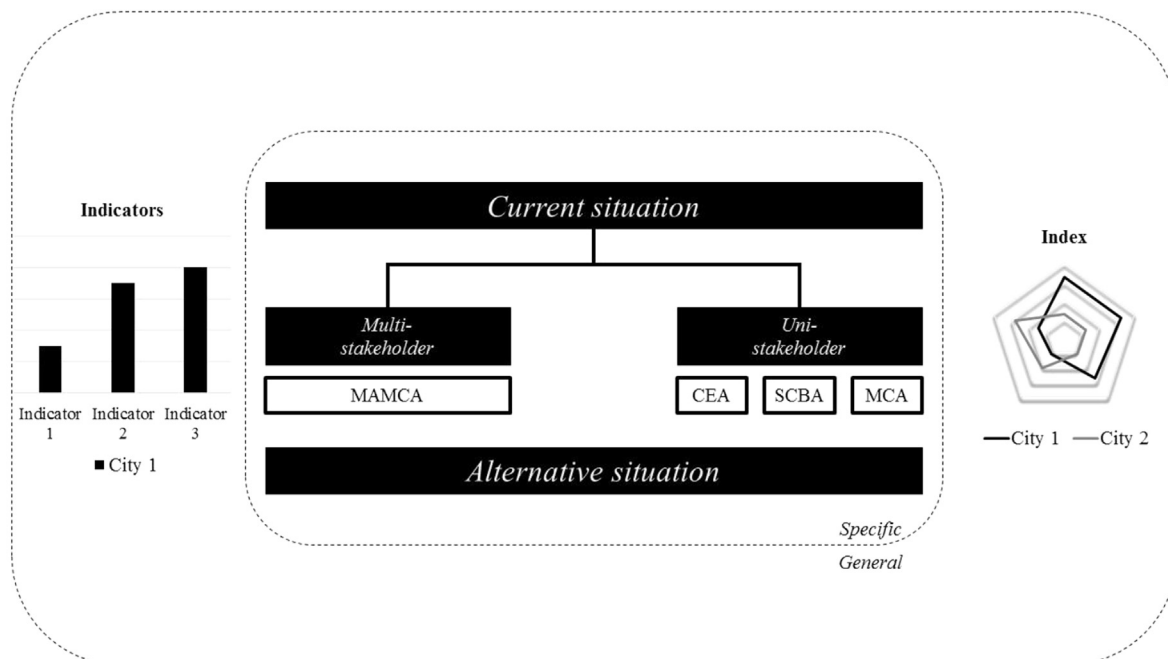 Indicators
Indicator
1
Indicator
2
Indicator
3
City 1
Current situation
Multi-
stakeholder
Uni-
stakeholder
MAMCA
CEA
SCBA
MCA
Alternative situation
Specific
General
Index
City 1
City 2